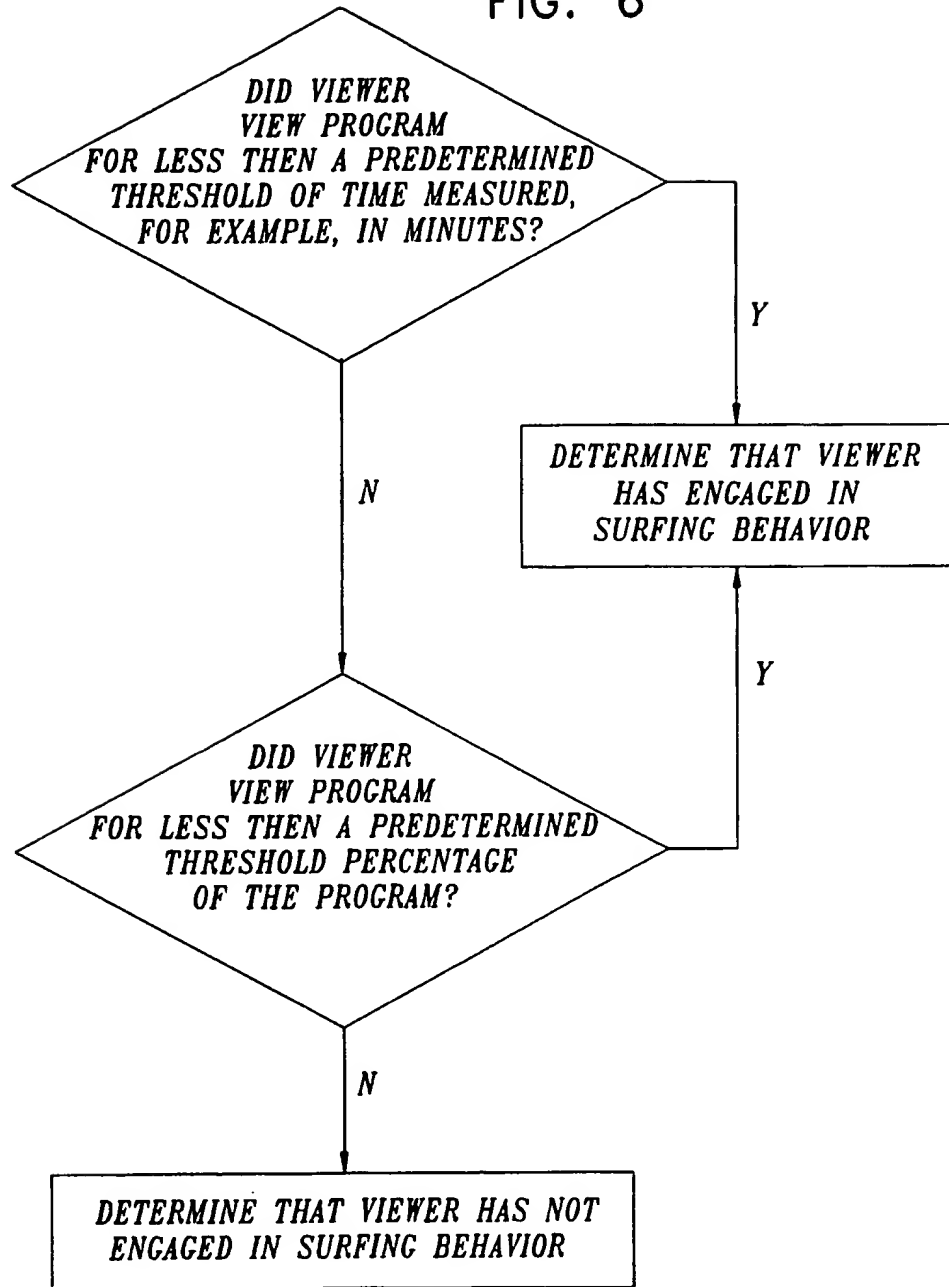 FIG. 6
DID VIEWER
VIEW PROGRAM
FOR LESS THEN A PREDETERMINED
THRESHOLD OF TIME MEASURED,
FOR EXAMPLE, IN MINUTES?
Y
N
DETERMINE THAT VIEWER
HAS ENGAGED IN
SURFING BEHAVIOR
Y
DID VIEWER
VIEW PROGRAM
FOR LESS THEN A PREDETERMINED
THRESHOLD PERCENTAGE
OF THE PROGRAM?
N
DETERMINE THAT VIEWER HAS NOT
ENGAGED IN SURFING BEHAVIOR